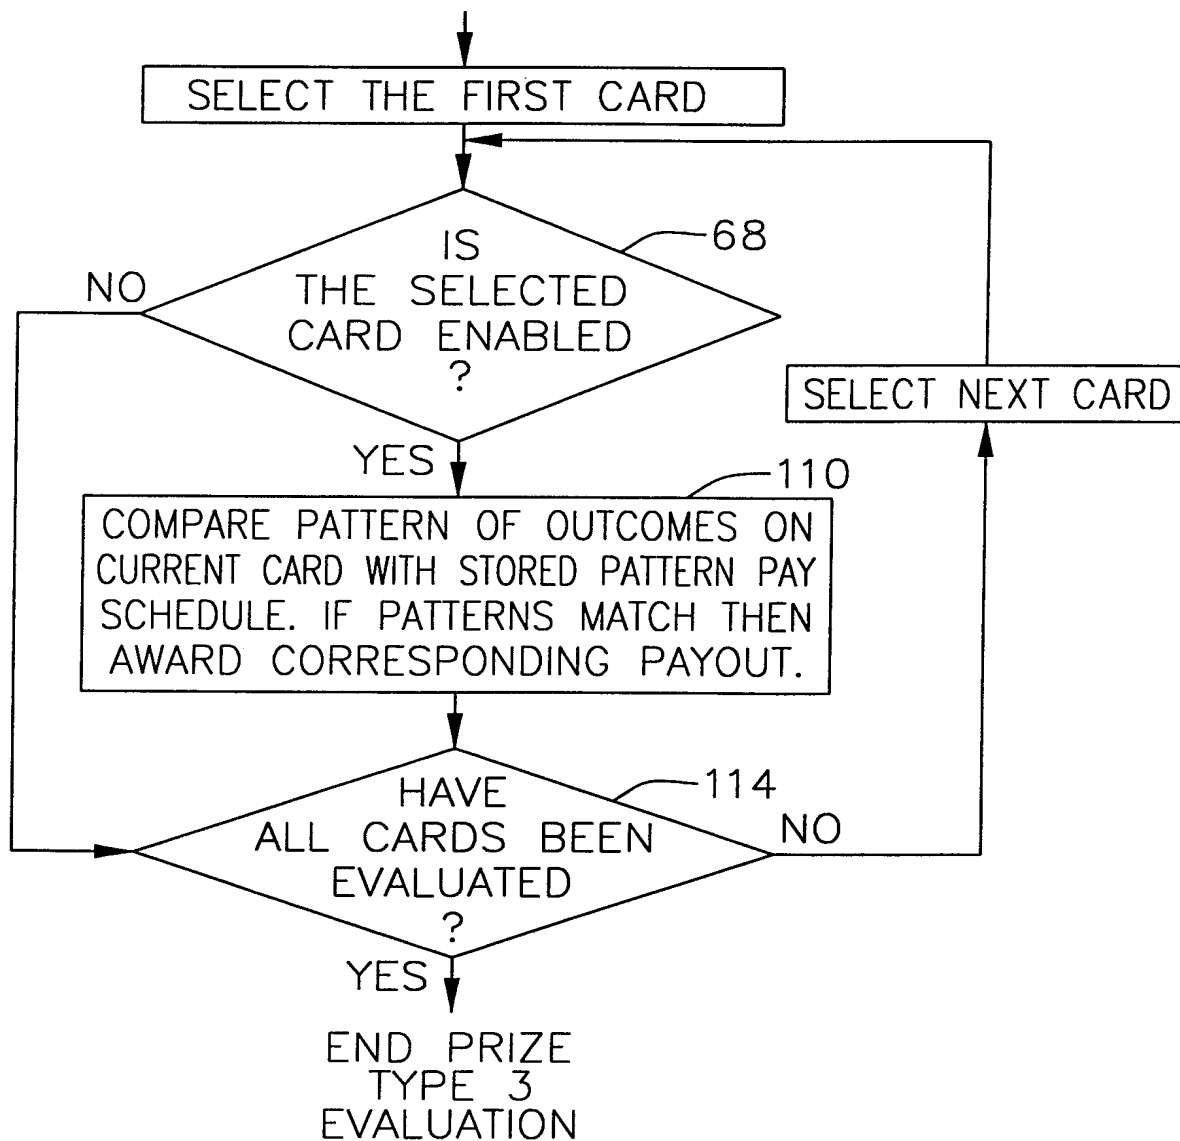 SELECT THE FIRST CARD
68
IS
THE SELECTED
CARD ENABLED
?
NO
SELECT NEXT CARD
YES
110
COMPARE PATTERN OF OUTCOMES ON
CURRENT CARD WITH STORED PATTERN PAY
SCHEDULE. IF PATTERNS MATCH THEN
AWARD CORRESPONDING PAYOUT.
114
HAVE
ALL CARDS BEEN
EVALUATED
?
NO
YES
END PRIZE
TYPE 3
EVALUATION